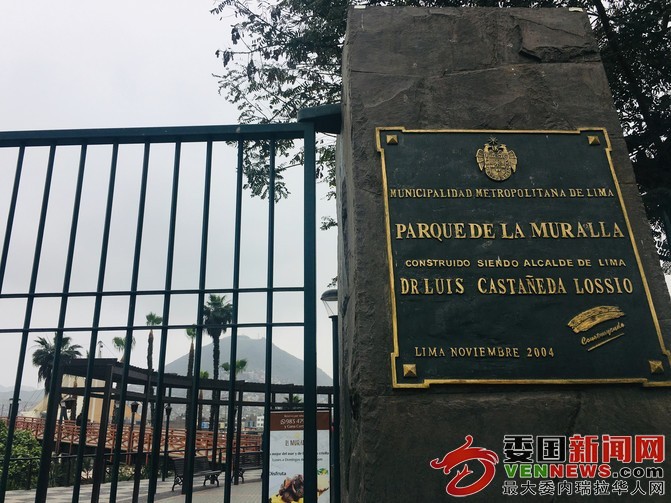 MUNICIPALIDAD METROPOLITANA DE LIMA
PARQUE DE LA MURALLA
CONSTRUIDO SIENDO ALCALDE DE LIMA
DR LUIS CASTAÑEDA LOSSIO
Construyendo
LIMA NOVIEMBRE 2004
委国新闻网
VENNEWS.COM
最大委内瑞拉华人网